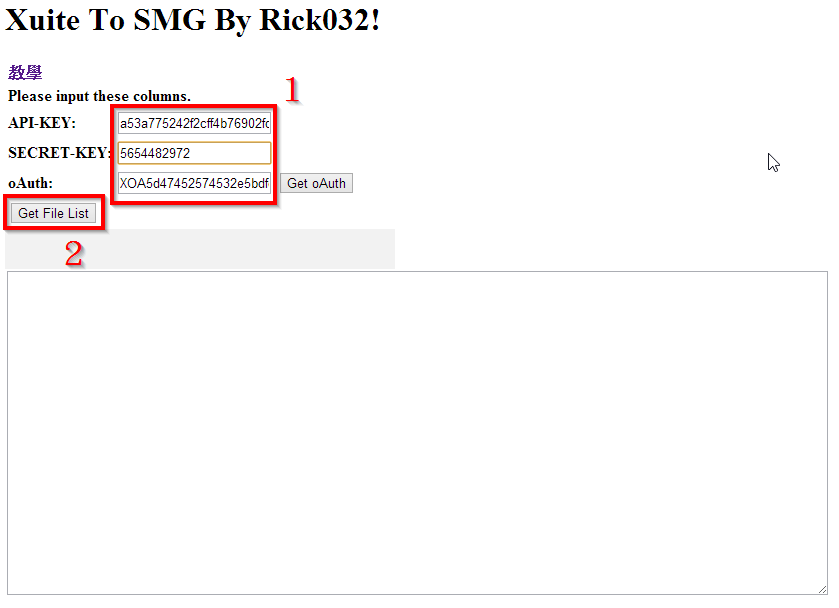 Xuite To SMG By Rick032!
教學
Please input these columns.
1
API-KEY: a53a775242f2cff4b76902fc
SECRET-KEY: 5654482972
oAuth: XOA5d47452574532e5bdf Get oAuth
Get File List
2